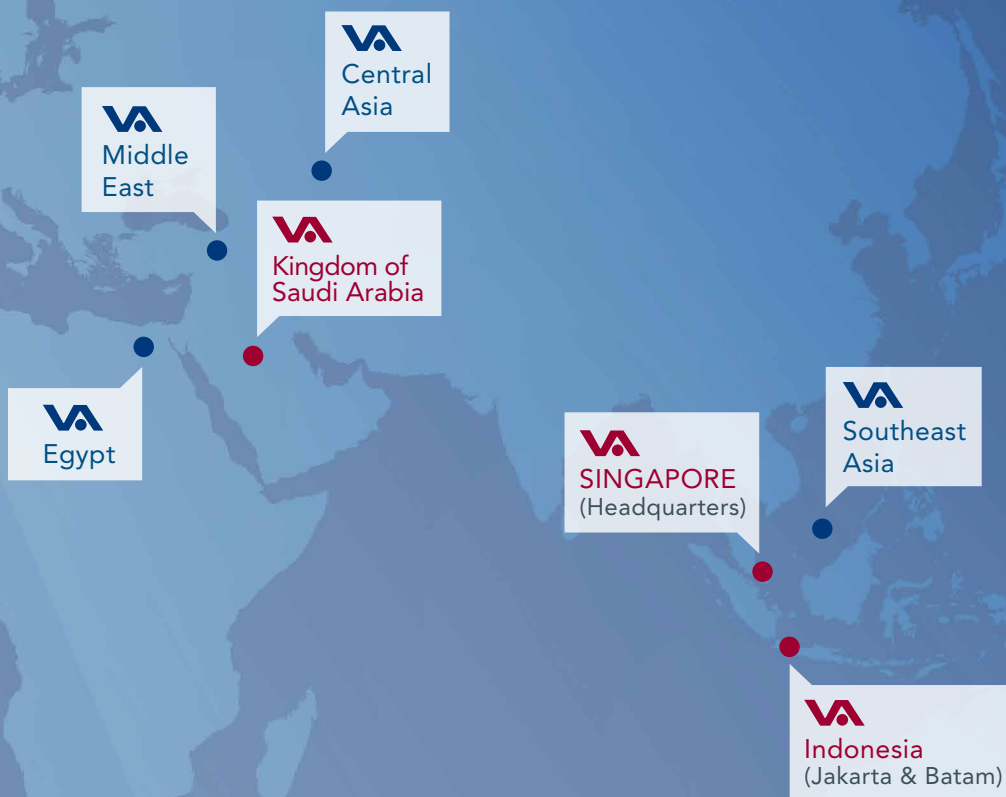 VA
Central
Asia
VA
Middle
East
VA
Kingdom of
Saudi Arabia
VA
Egypt
VA
Southeast
Asia
VA
SINGAPORE
(Headquarters)
VA
Indonesia
(Jakarta & Batam)